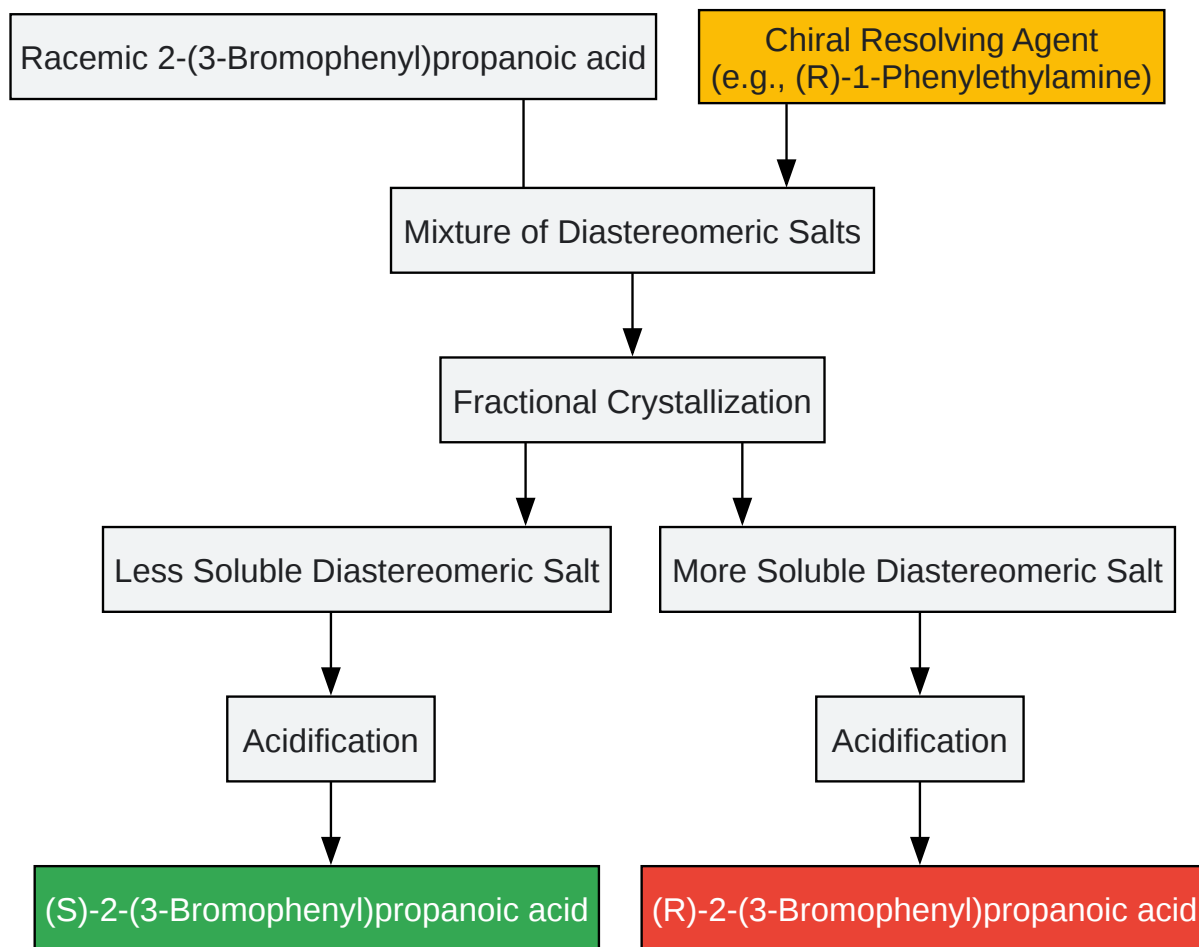 Racemic 2-(3-Bromophenyl)propanoic acid
Chiral Resolving Agent
(e.g., (R)-1-Phenylethylamine)
Mixture of Diastereomeric Salts
Fractional Crystallization
Less Soluble Diastereomeric Salt
More Soluble Diastereomeric Salt
Acidification
Acidification
(S)-2-(3-Bromophenyl)propanoic acid
(R)-2-(3-Bromophenyl)propanoic acid